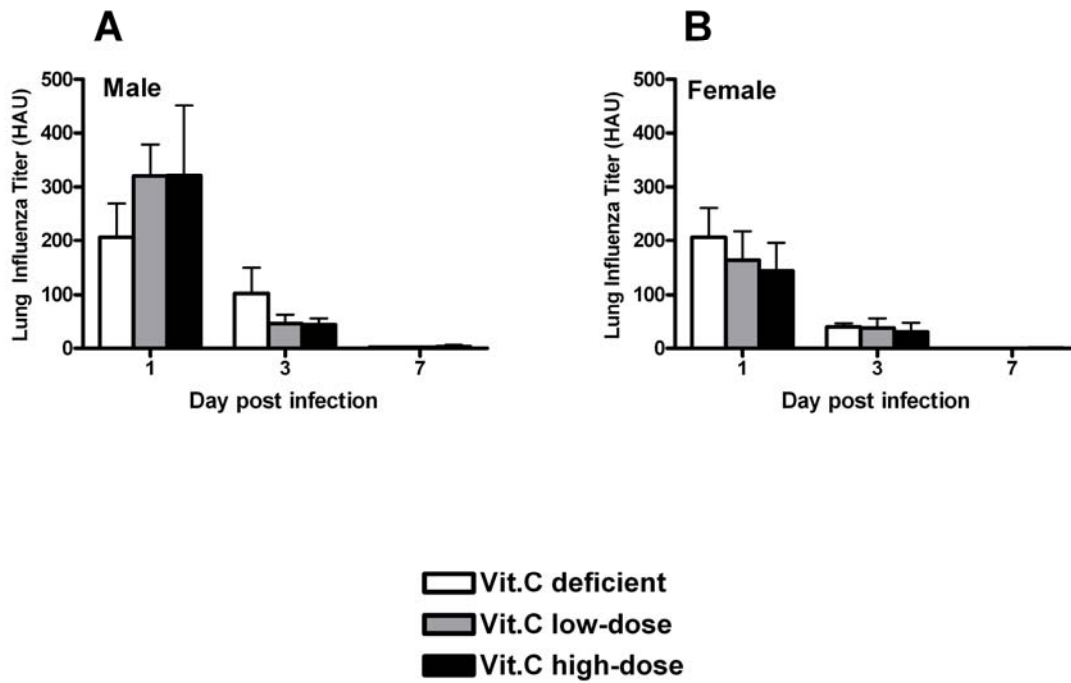 A
Male
500
400
300
200
100
0
Lung Influenza Titer (HAU)
1 3 7
Day post infection
B
Female
500
400
300
200
100
0
Lung Influenza Titer (HAU)
1 3 7
Day post infection
Vit.C deficient
Vit.C low-dose
Vit.C high-dose